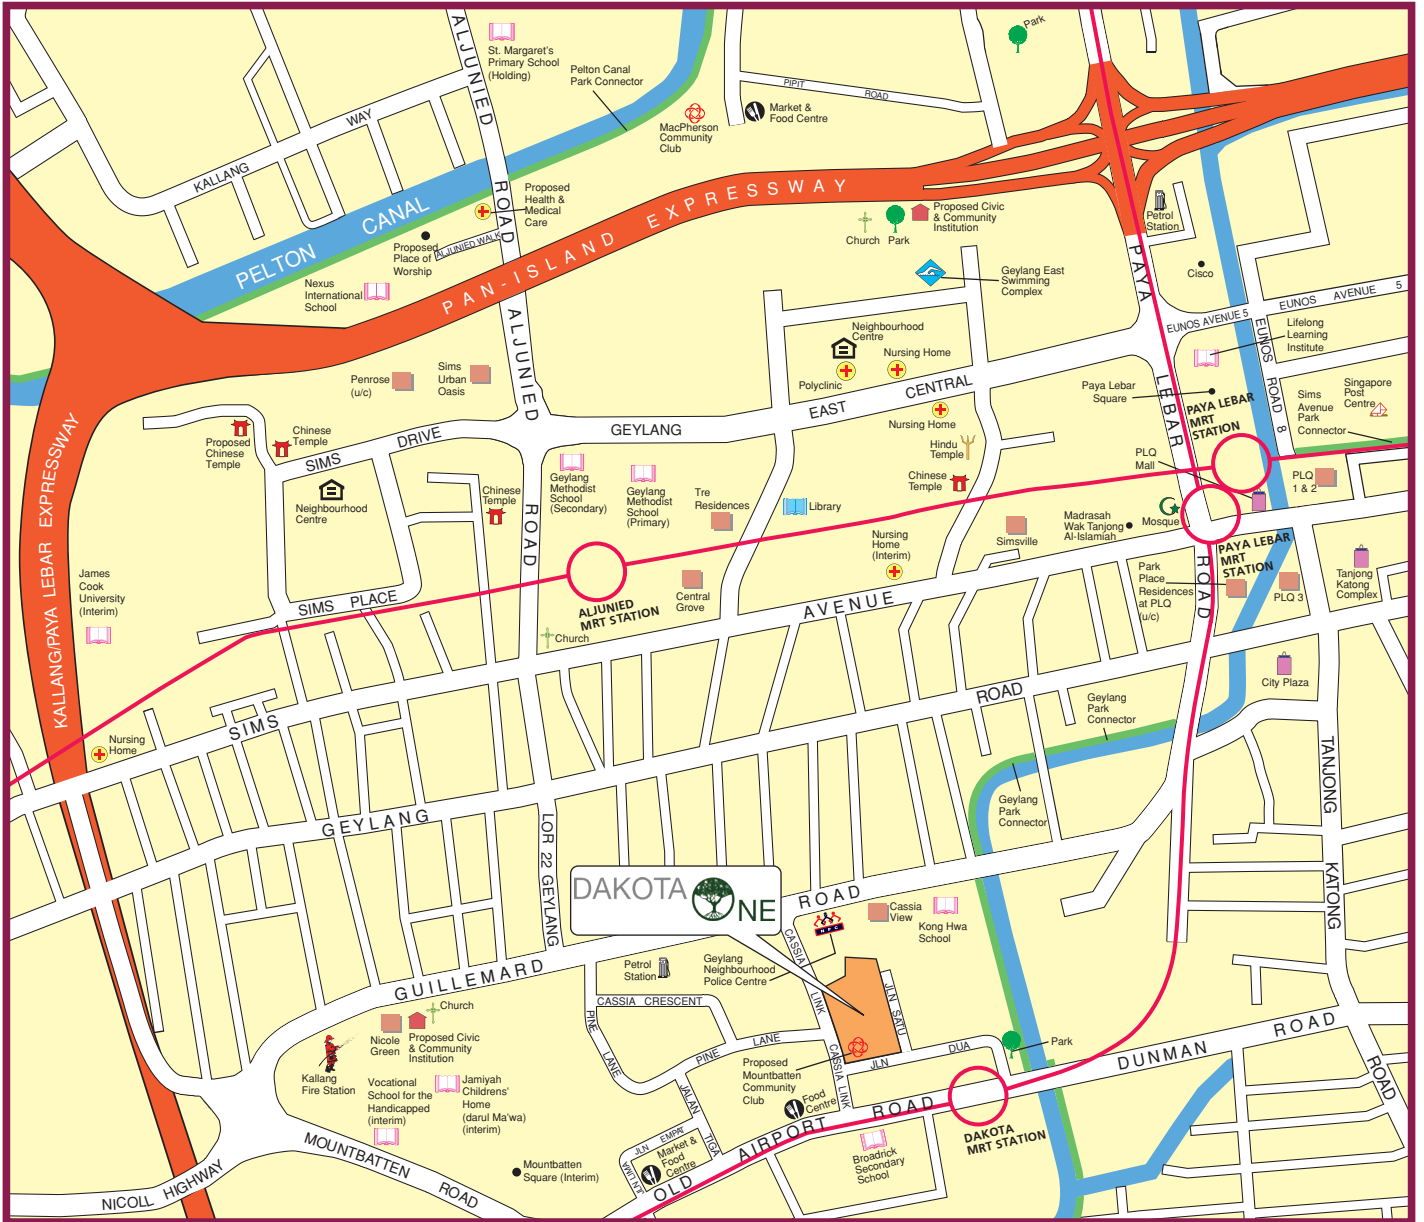 ALJUNIED
ROAD
St. Margaret's
Primary School
(Holding)
Pelton Canal
Park Connector
Park
PIPIT
ROAD
Market &
Food Centre
MacPherson
Community
Club
KALLANG
WAY
PELTON
CANAL
Proposed
Health &
Medical
Care
Proposed
Place of
Worship
ALJUNIED WALK
Nexus
International
School
PAN-ISLAND
EXPRESSWAY
Church
Park
Proposed Civic
& Community
Institution
Petrol
Station
PAYA
LEBAR
ROAD
Cisco
Geylang East
Swimming
Complex
EUNOS AVENUE 5
EUNOS AVENUE 5
EUNOS
ROAD 8
Lifelong
Learning
Institute
Neighbourhood
Centre
Nursing Home
Polyclinic
Penrose
(u/c)
Sims
Urban
Oasis
ALJUNIED
ROAD
Paya Lebar
Square
PAYA LEBAR
MRT
STATION
Sims
Avenue
Park
Connector
Singapore
Post
Centre
GEYLANG
EAST
CENTRAL
Nursing Home
Hindu
Temple
Chinese
Temple
Proposed
Chinese
Temple
Chinese
Temple
SIMS
DRIVE
Neighbourhood
Centre
Chinese
Temple
Geylang
Methodist
School
(Secondary)
Geylang
Methodist
School
(Primary)
Tre
Residences
Library
PLQ
Mall
PLQ
1 & 2
Mosque
Madrasah
Wak Tanjong
Al-Islamiah
Simsville
Nursing
Home
(Interim)
PAYA LEBAR
MRT
STATION
Park
Place
Residences
at PLQ
(u/c)
PLQ 3
Tanjong
Katong
Complex
KALLANG/PAYA LEBAR EXPRESSWAY
James
Cook
University
(Interim)
SIMS PLACE
ALJUNIED
MRT STATION
Central
Grove
Church
SIMS
AVENUE
City Plaza
Nursing
Home
GEYLANG
ROAD
Geylang
Park
Connector
Geylang
Park
Connector
TANJONG
KATONG
ROAD
LOR 22 GEYLANG
DAKOTA
NE
GUILLEMARD
ROAD
NPC
Cassia
View
Kong Hwa
School
CASSIA
LINK
Geylang
Neighbourhood
Police Centre
Petrol
Station
CASSIA CRESCENT
PINE
LANE
PINE
LANE
JLN
SATU
JLN
DUA
Park
CASSIA LINK
Proposed
Mountbatten
Community
Club
Food
Centre
Church
Nicole
Green
Proposed Civic
& Community
Institution
Kallang
Fire Station
Vocational
School for the
Handicapped
(interim)
Jamiyah
Childrens'
Home
(darul Ma'wa)
(interim)
JALAN
TIGA
JLN EMPAT
JLN LIMA
Market &
Food
Centre
OLD
AIRPORT
ROAD
DUNMAN
ROAD
DAKOTA
MRT STATION
Broadrick
Secondary
School
Mountbatten
Square (Interim)
MOUNTBATTEN
ROAD
NICOLL HIGHWAY